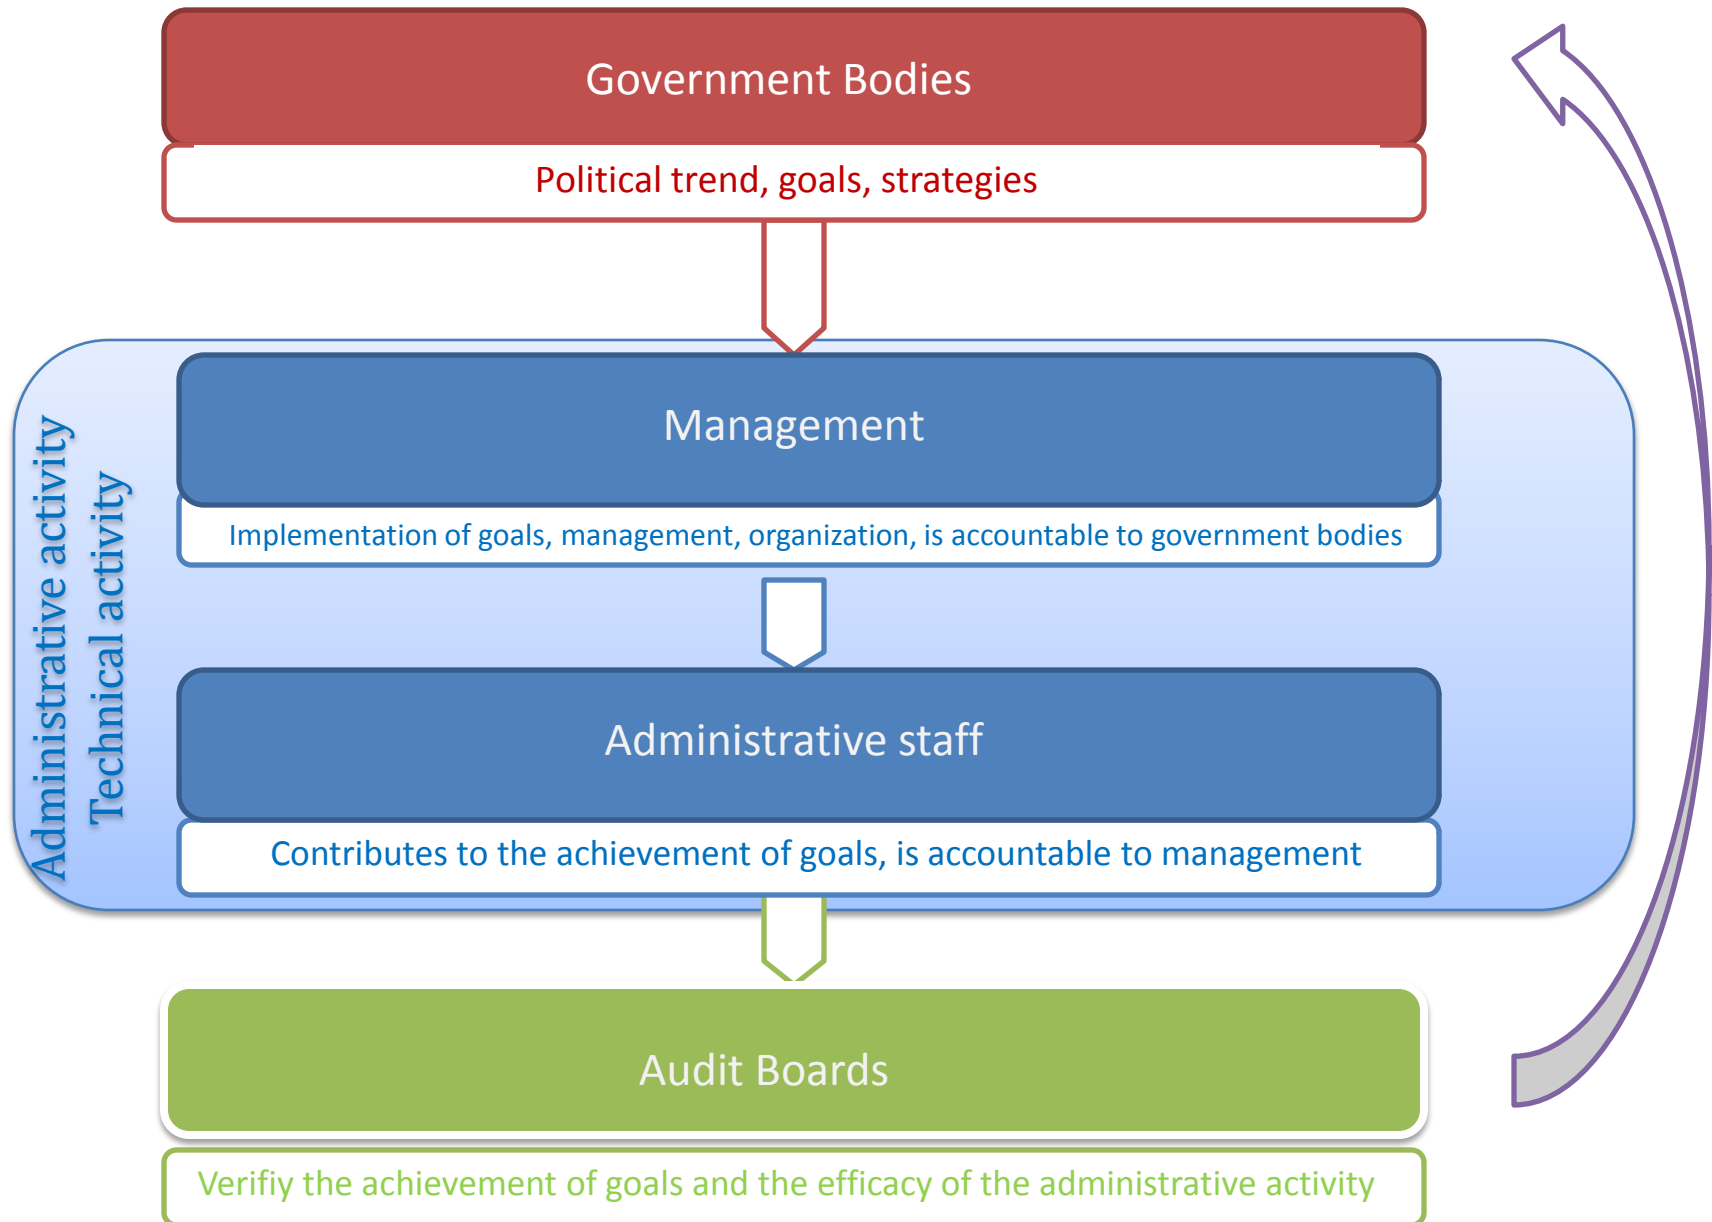 Government Bodies
Political trend, goals, strategies
Administrative activity
Technical activity
Management
Implementation of goals, management, organization, is accountable to government bodies
Administrative staff
Contributes to the achievement of goals, is accountable to management
Audit Boards
Verifiy the achievement of goals and the efficacy of the administrative activity